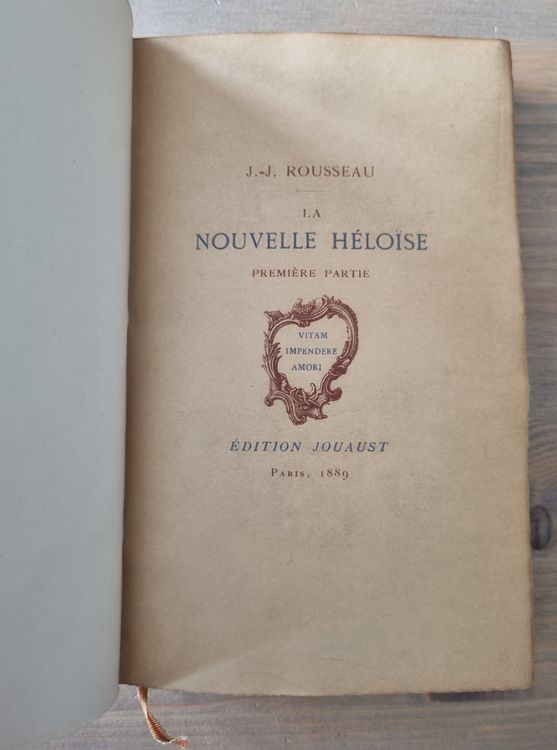 J.-J. ROUSSEAU
LA
NOUVELLE HÉLOÏSE
PREMIÈRE PARTIE
VITAM
IMPENDERE
AMORI
ÉDITION JOUAUST
PARIS, 1889